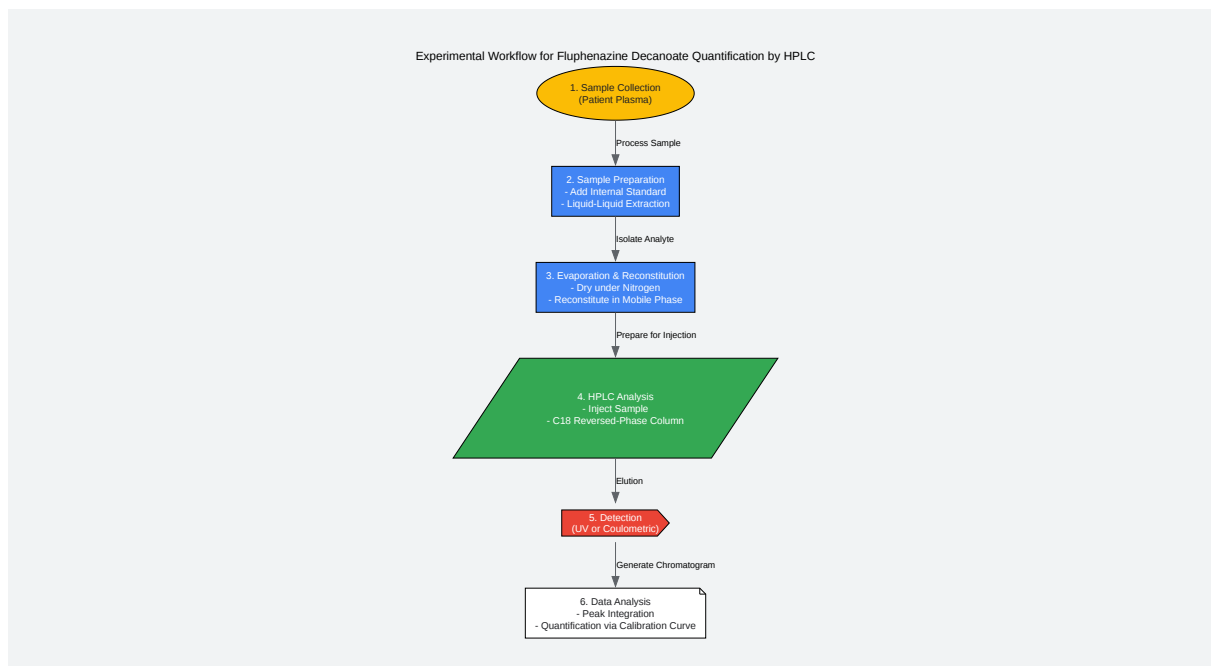 Experimental Workflow for Fluphenazine Decanoate Quantification by HPLC
1. Sample Collection
(Patient Plasma)
Process Sample
2. Sample Preparation
- Add Internal Standard
- Liquid-Liquid Extraction
Isolate Analyte
3. Evaporation & Reconstitution
- Dry under Nitrogen
- Reconstitute in Mobile Phase
Prepare for Injection
4. HPLC Analysis
- Inject Sample
- C18 Reversed-Phase Column
Elution
5. Detection
(UV or Coulometric)
Generate Chromatogram
6. Data Analysis
- Peak Integration
- Quantification via Calibration Curve